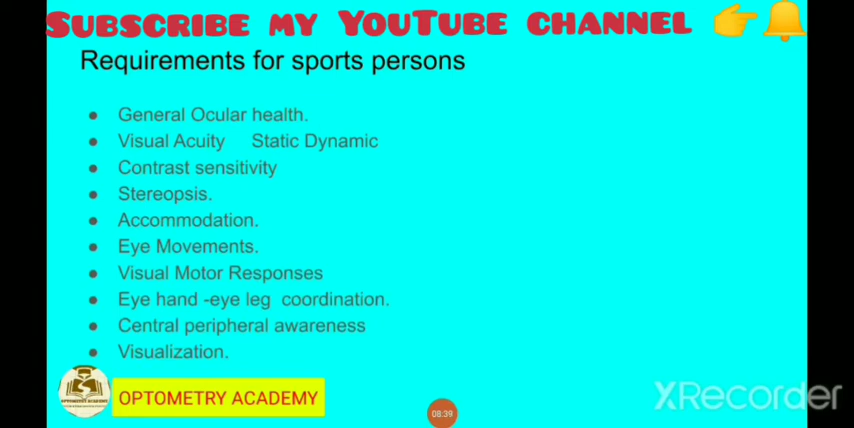 SUBSCRIBE MY YOUTUBE CHANNEL 👉🔔
Requirements for sports persons
● General Ocular health.
● Visual Acuity Static Dynamic
● Contrast sensitivity
● Stereopsis.
● Accommodation.
● Eye Movements.
● Visual Motor Responses
● Eye hand -eye leg coordination.
● Central peripheral awareness
● Visualization.
OPTOMETRY ACADEMY
OPTOMETRY ACADEMY
08:39
XRecorder